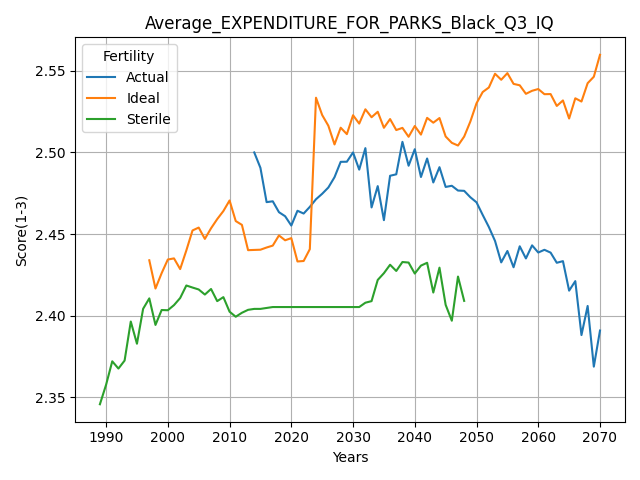 Average_EXPENDITURE_FOR_PARKS_Black_Q3_IQ
Fertility
Actual
Ideal
Sterile
Score(1-3)
2.55
2.50
2.45
2.40
2.35
1990 2000 2010 2020 2030 2040 2050 2060 2070
Years